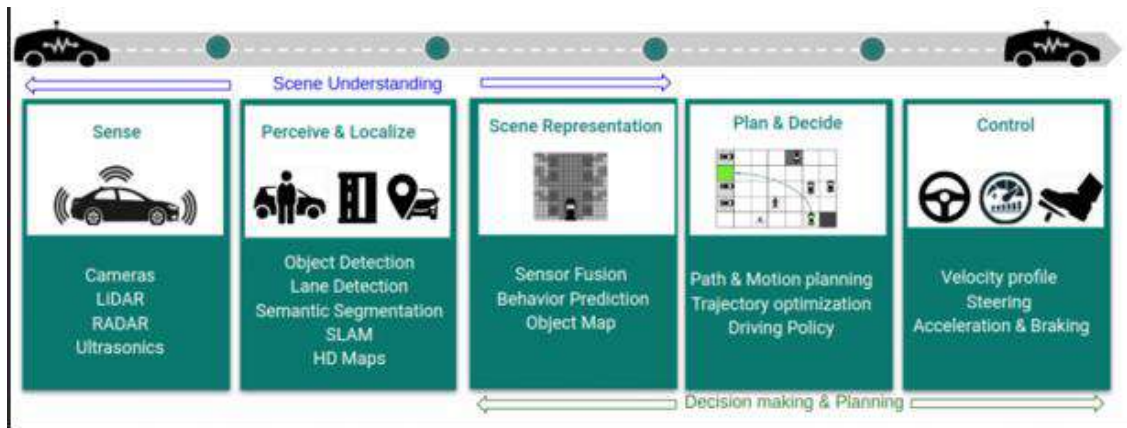 Scene Understanding
Sense
Cameras
LiDAR
RADAR
Ultrasonics
Perceive & Localize
Object Detection
Lane Detection
Semantic Segmentation
SLAM
HD Maps
Scene Representation
Sensor Fusion
Behavior Prediction
Object Map
Plan & Decide
Path & Motion planning
Trajectory optimization
Driving Policy
Control
Velocity profile
Steering
Acceleration & Braking
Decision making & Planning